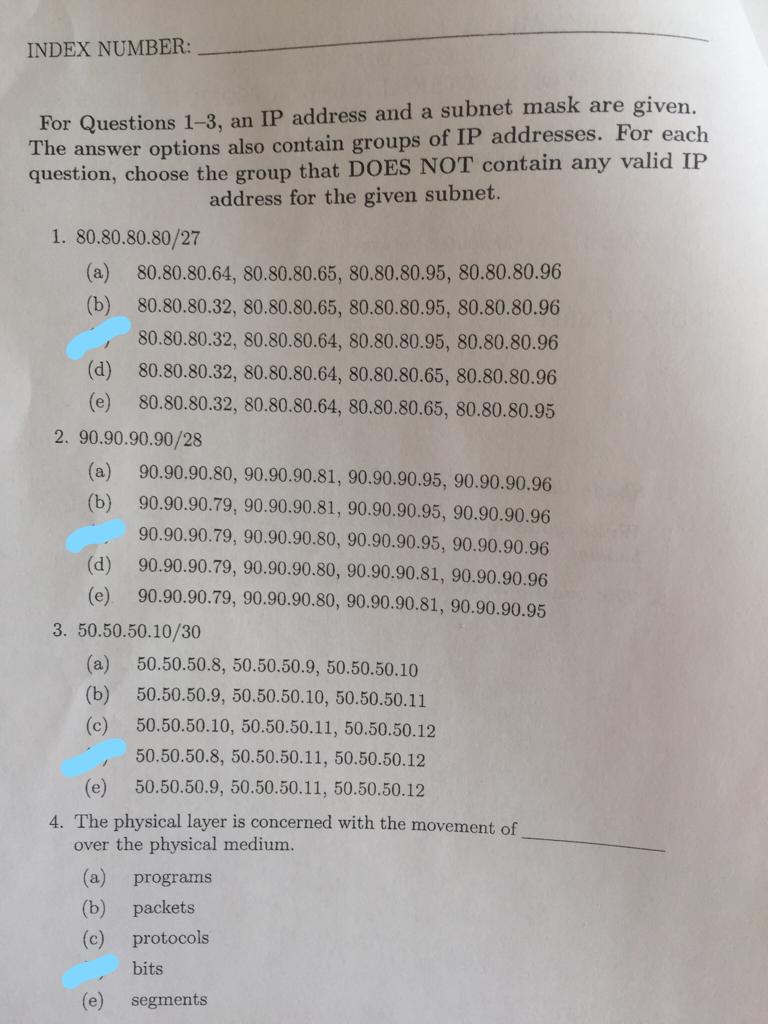 INDEX NUMBER:
For Questions 1–3, an IP address and a subnet mask are given.
The answer options also contain groups of IP addresses. For each
question, choose the group that DOES NOT contain any valid IP
address for the given subnet.
1. 80.80.80.80/27
(a) 80.80.80.64, 80.80.80.65, 80.80.80.95, 80.80.80.96
(b) 80.80.80.32, 80.80.80.65, 80.80.80.95, 80.80.80.96
80.80.80.32, 80.80.80.64, 80.80.80.95, 80.80.80.96
(d) 80.80.80.32, 80.80.80.64, 80.80.80.65, 80.80.80.96
(e) 80.80.80.32, 80.80.80.64, 80.80.80.65, 80.80.80.95
2. 90.90.90.90/28
(a) 90.90.90.80, 90.90.90.81, 90.90.90.95, 90.90.90.96
(b) 90.90.90.79, 90.90.90.81, 90.90.90.95, 90.90.90.96
90.90.90.79, 90.90.90.80, 90.90.90.95, 90.90.90.96
(d) 90.90.90.79, 90.90.90.80, 90.90.90.81, 90.90.90.96
(e) 90.90.90.79, 90.90.90.80, 90.90.90.81, 90.90.90.95
3. 50.50.50.10/30
(a) 50.50.50.8, 50.50.50.9, 50.50.50.10
(b) 50.50.50.9, 50.50.50.10, 50.50.50.11
(c) 50.50.50.10, 50.50.50.11, 50.50.50.12
50.50.50.8, 50.50.50.11, 50.50.50.12
(e) 50.50.50.9, 50.50.50.11, 50.50.50.12
4. The physical layer is concerned with the movement of
over the physical medium.
(a) programs
(b) packets
(c) protocols
bits
(e) segments